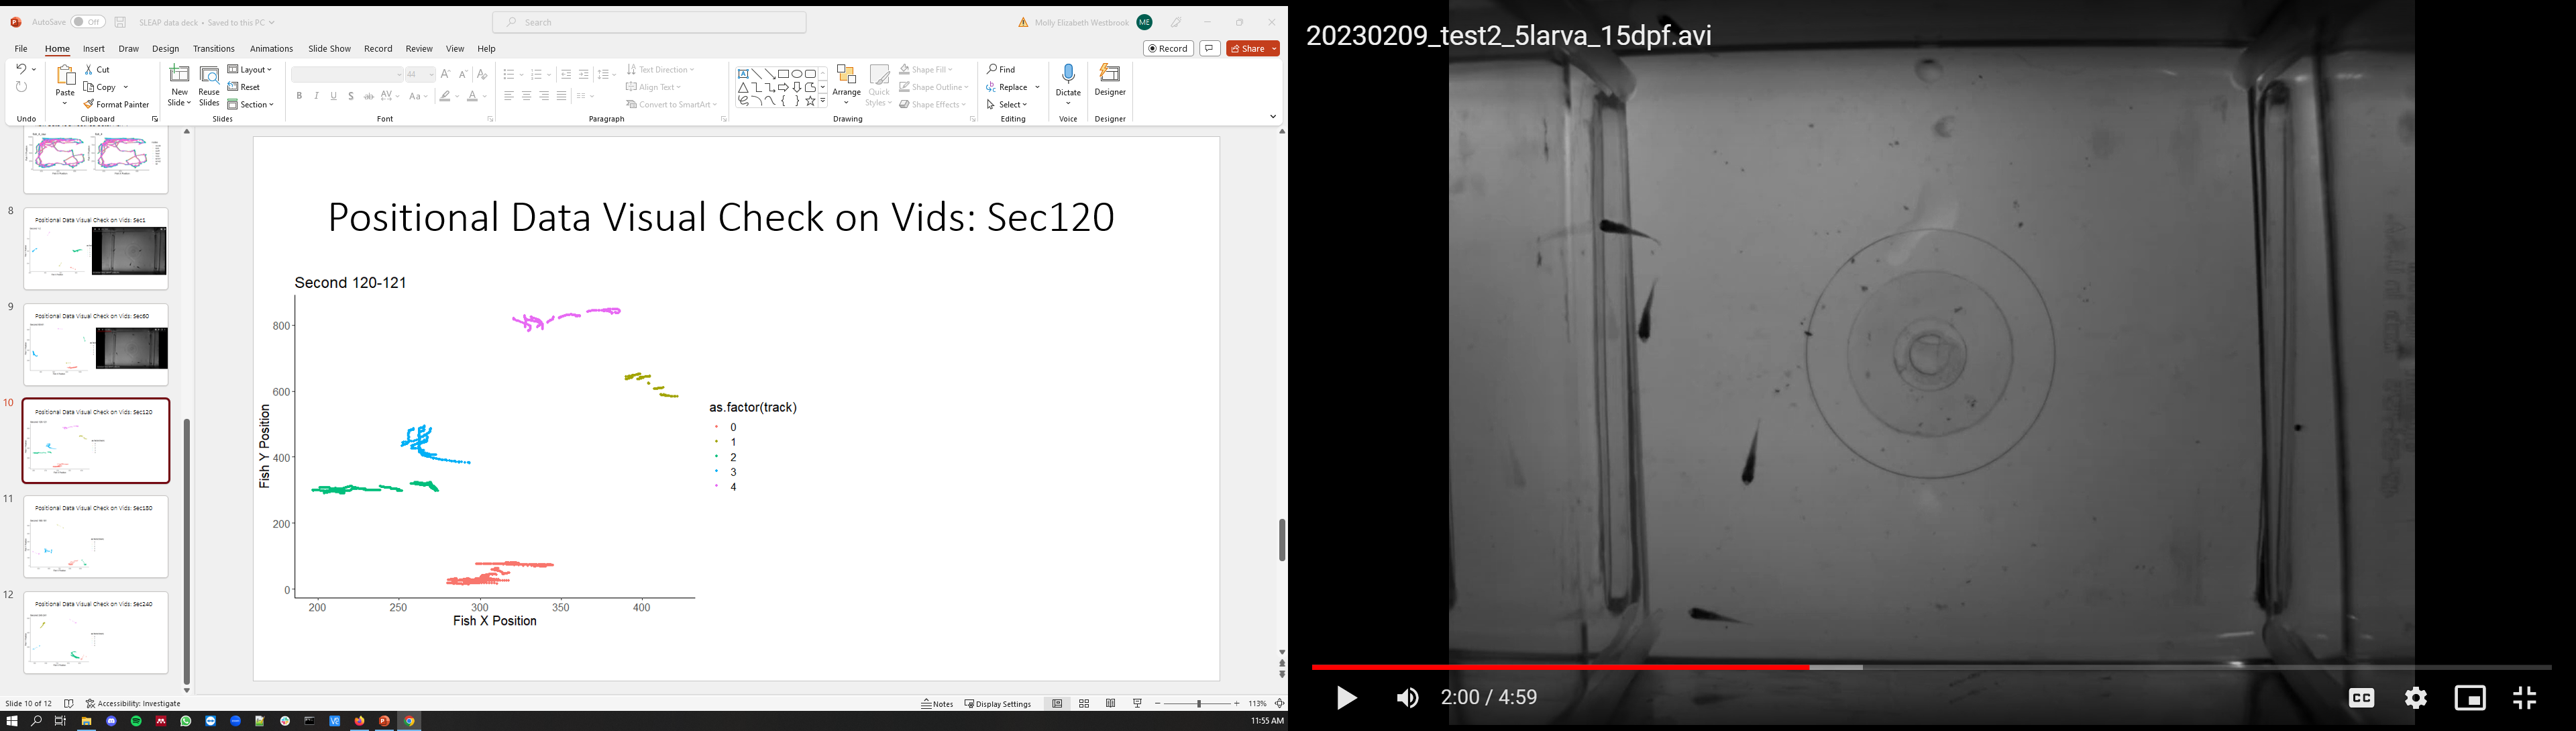 AutoSave Off SLEAP data deck • Saved to this PC Search Molly Elizabeth Westbrook ME
File Home Insert Draw Design Transitions Animations Slide Show Record Review View Help Record Share
Paste Cut Copy Format Painter
New Slide Reuse Slides Layout Reset Section
44
Text Direction
Align Text
Convert to SmartArt
Arrange Quick Styles Shape Fill Shape Outline Shape Effects
Find Replace Select
Dictate Designer
Undo Clipboard Slides Font Paragraph Drawing Editing Voice Designer
8
Positional Data Visual Check on Vids: Sec1
9
Positional Data Visual Check on Vids: Sec60
10
Positional Data Visual Check on Vids: Sec120
11
Positional Data Visual Check on Vids: Sec180
12
Positional Data Visual Check on Vids: Sec240
Positional Data Visual Check on Vids: Sec120
Second 120-121
Fish Y Position
800
600
400
200
0
200 250 300 350 400
Fish X Position
as.factor(track)
0
1
2
3
4
Slide 10 of 12 Accessibility: Investigate Notes Display Settings 113%
11:55 AM
20230209_test2_5larva_15dpf.avi
2:00 / 4:59
CC